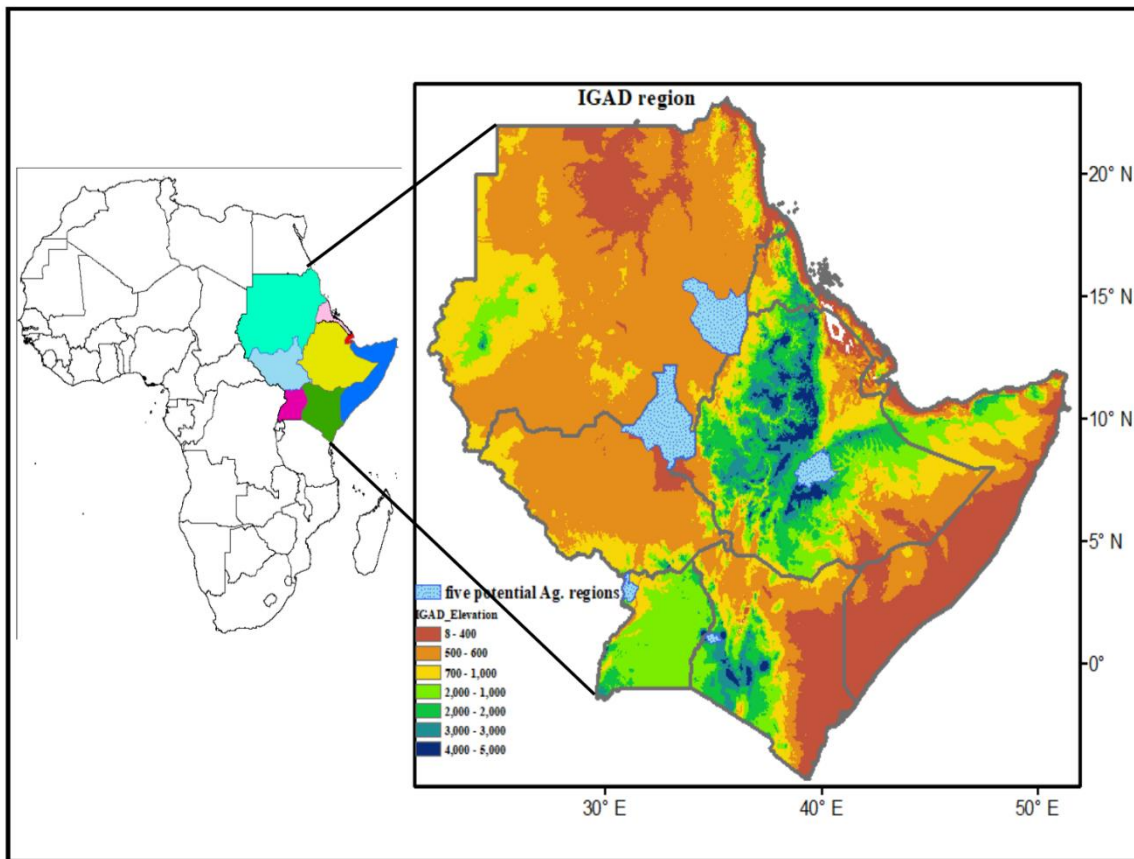 IGAD region
20° N
15° N
10° N
5° N
0°
five potential Ag. regions
IGAD_Elevation
8 - 400
500 - 600
700 - 1,000
2,000 - 1,000
2,000 - 2,000
3,000 - 3,000
4,000 - 5,000
30° E
40° E
50° E